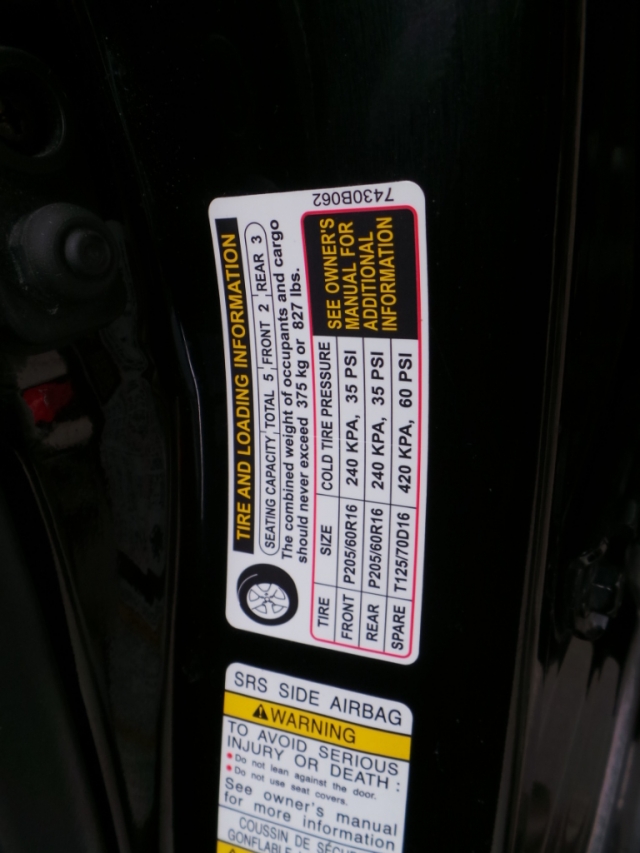 7430B062
TIRE AND LOADING INFORMATION
SEATING CAPACITY TOTAL 5 FRONT 2 REAR 3
The combined weight of occupants and cargo
should never exceed 375 kg or 827 lbs.
TIRE SIZE COLD TIRE PRESSURE
FRONT P205/60R16 240 KPA, 35 PSI
REAR P205/60R16 240 KPA, 35 PSI
SPARE T125/70D16 420 KPA, 60 PSI
SEE OWNER'S
MANUAL FOR
ADDITIONAL
INFORMATION
SRS SIDE AIRBAG
WARNING
TO AVOID SERIOUS
INJURY OR DEATH :
• Do not lean against the door.
• Do not use seat covers.
See owner's manual
for more information
COUSSIN DE
GONFLABLE